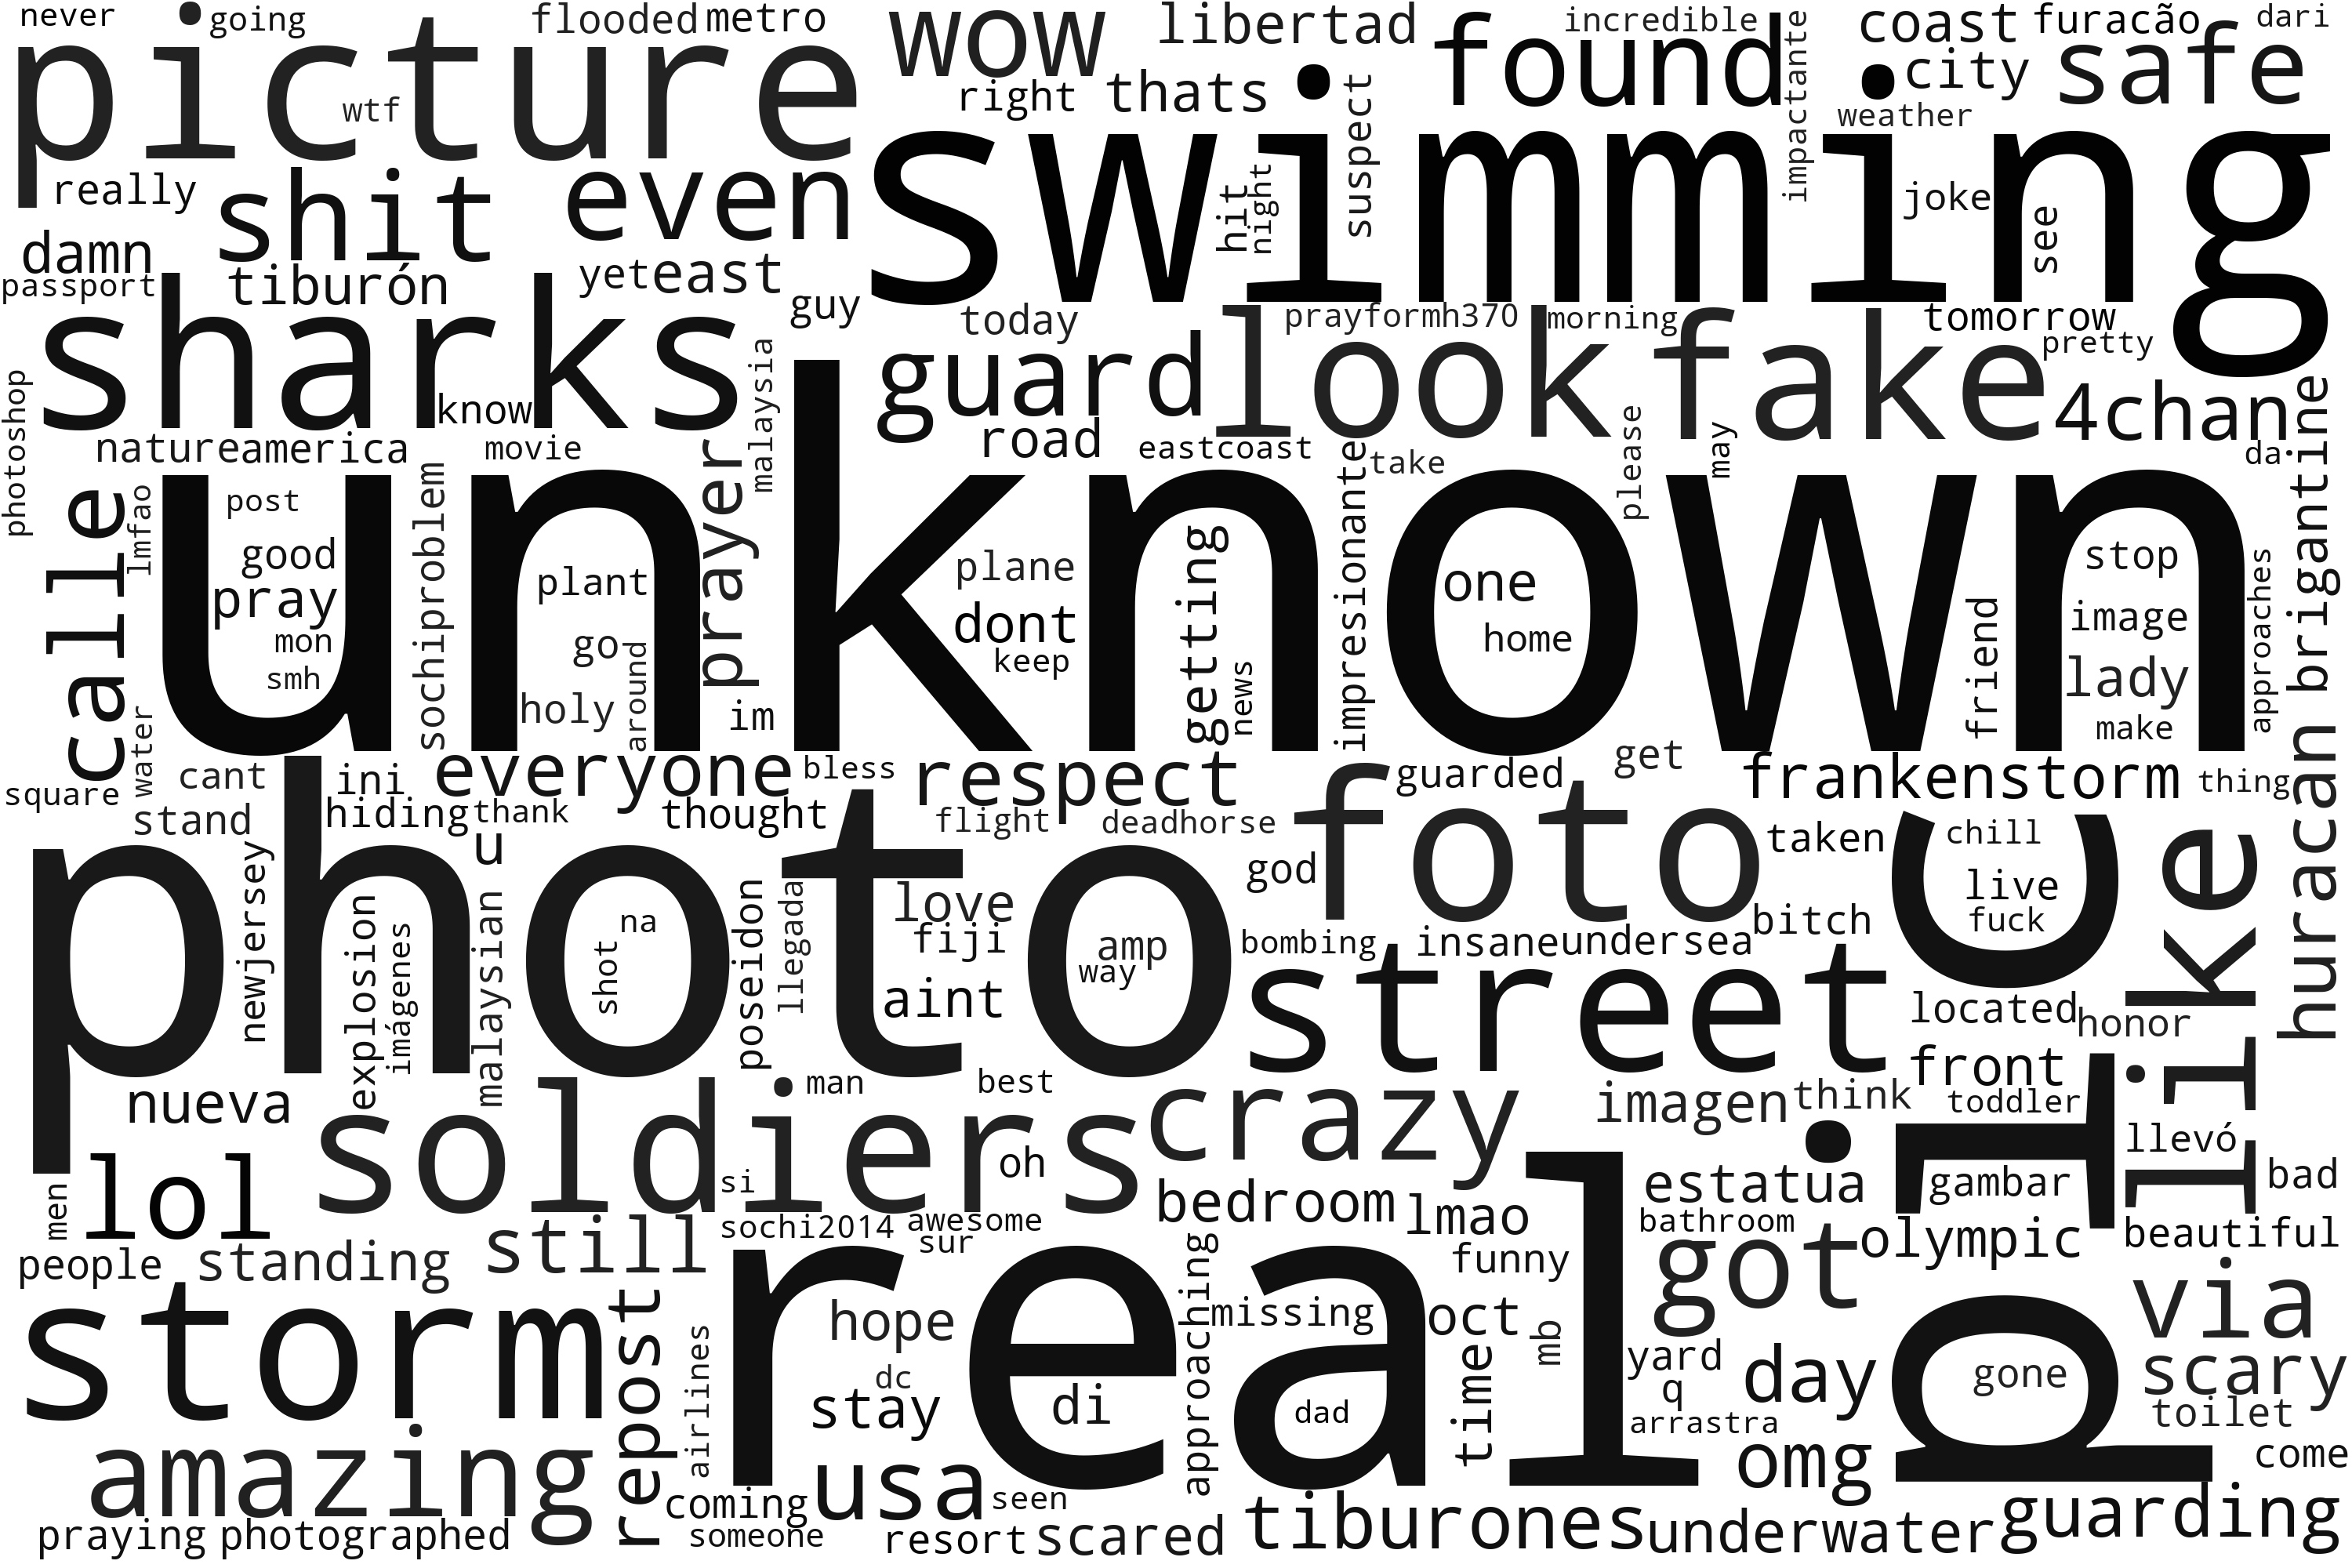 never going flooded metro wow libertad incredible coast furacão dari
picture wtf right thats suspect found impactante city safe
weather
really shit even swimming hit night joke see
damn tiburón yet east guy
passport
sharks today prayformh370 morning tomorrow pretty
know malaysia guard look fake 4chan
photoshop natureamerica movie road eastcoast take please may da
calle lmfao post sochiproblem prayer unknown impresionante brigantine
good plant plane getting one stop approaches
pray mon go dont home image
smh holy around keep news friend lady
water im make
square cant ini everyone bless respect guarded get frankenstorm thing
stand hiding thank thought flight deadhorse foto huracan
newjersey u god taken chill
photo explosion imágenes malaysian na shot poseidon llegada love fiji amp way live like
fuck
bombing insane undersea bitch
aint street located honor
front
nueva soldiers man best crazy imagen think toddler
lol oh llevó
men si bedroom lmao estatua gambar bad
sochi2014 awesome sur bathroom olympic beautiful
people standing still funny got
storm repost real hope approaching missing oct mb via
airlines dc stay di dad time yard q day gone pic scary
arrastra toilet
amazing usa omg come
coming seen
praying photographed someone resort scared tiburones underwater guarding